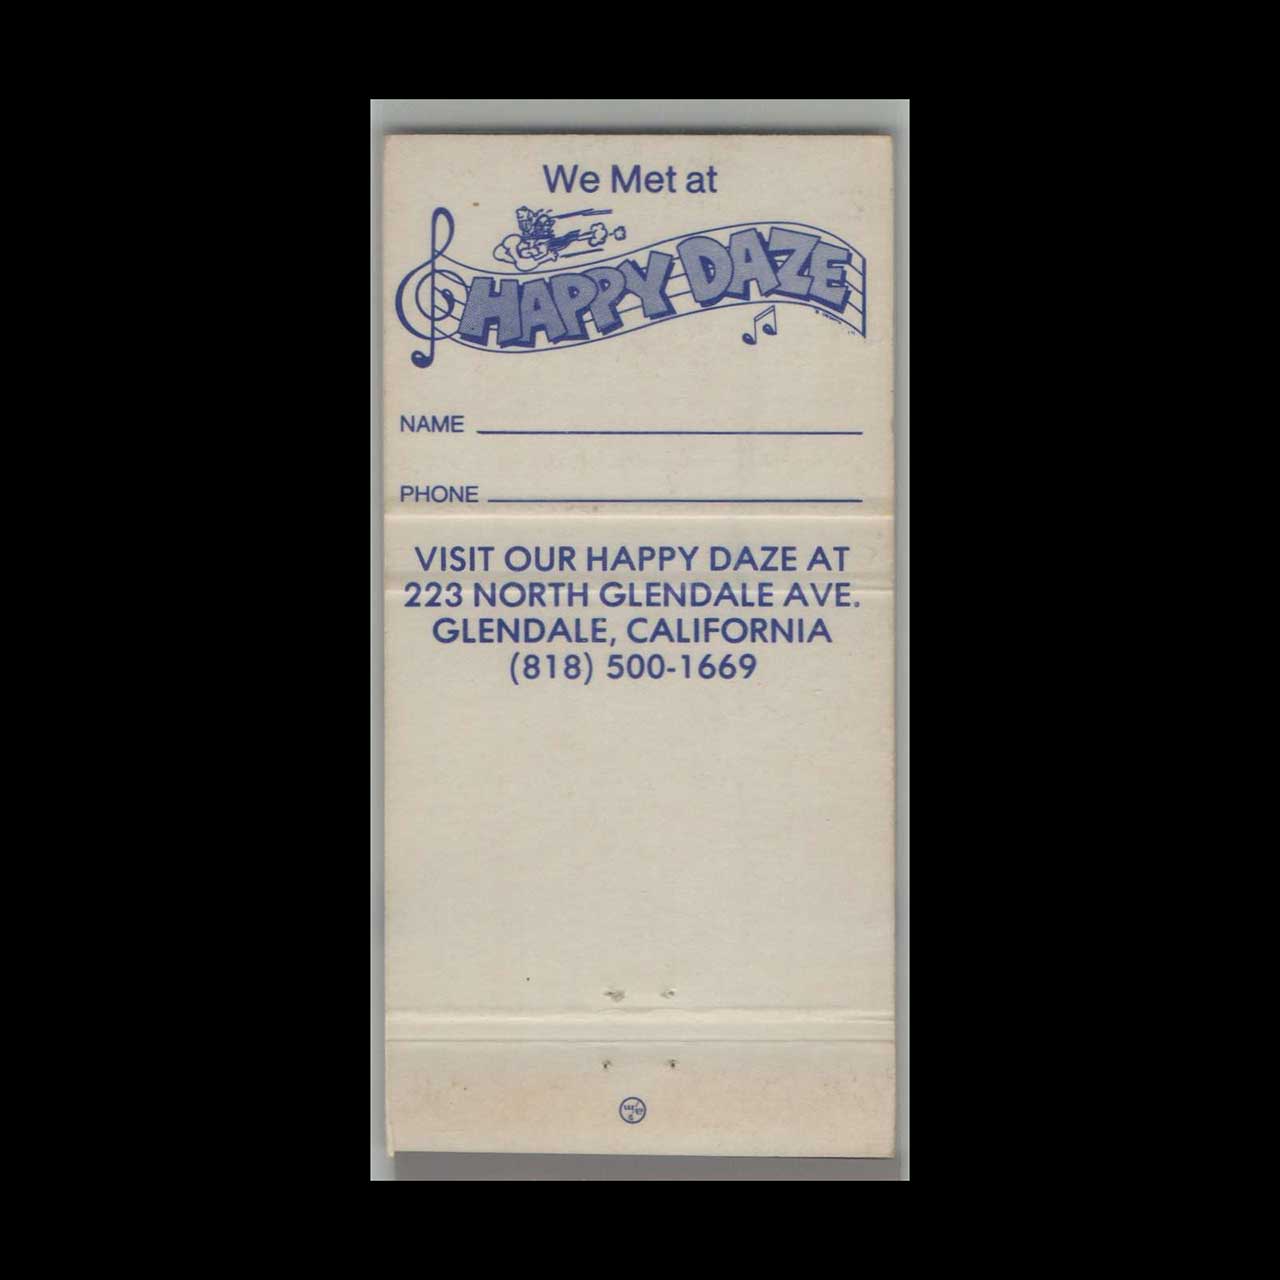 We Met at
HAPPY DAZE
NAME
PHONE
VISIT OUR HAPPY DAZE AT
223 NORTH GLENDALE AVE.
GLENDALE, CALIFORNIA
(818) 500-1669